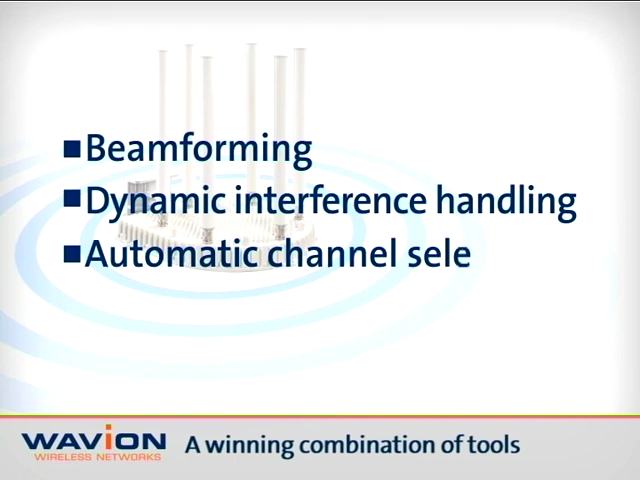 Beamforming
Dynamic interference handling
Automatic channel sele
WAVION
WIRELESS NETWORKS
A winning combination of tools